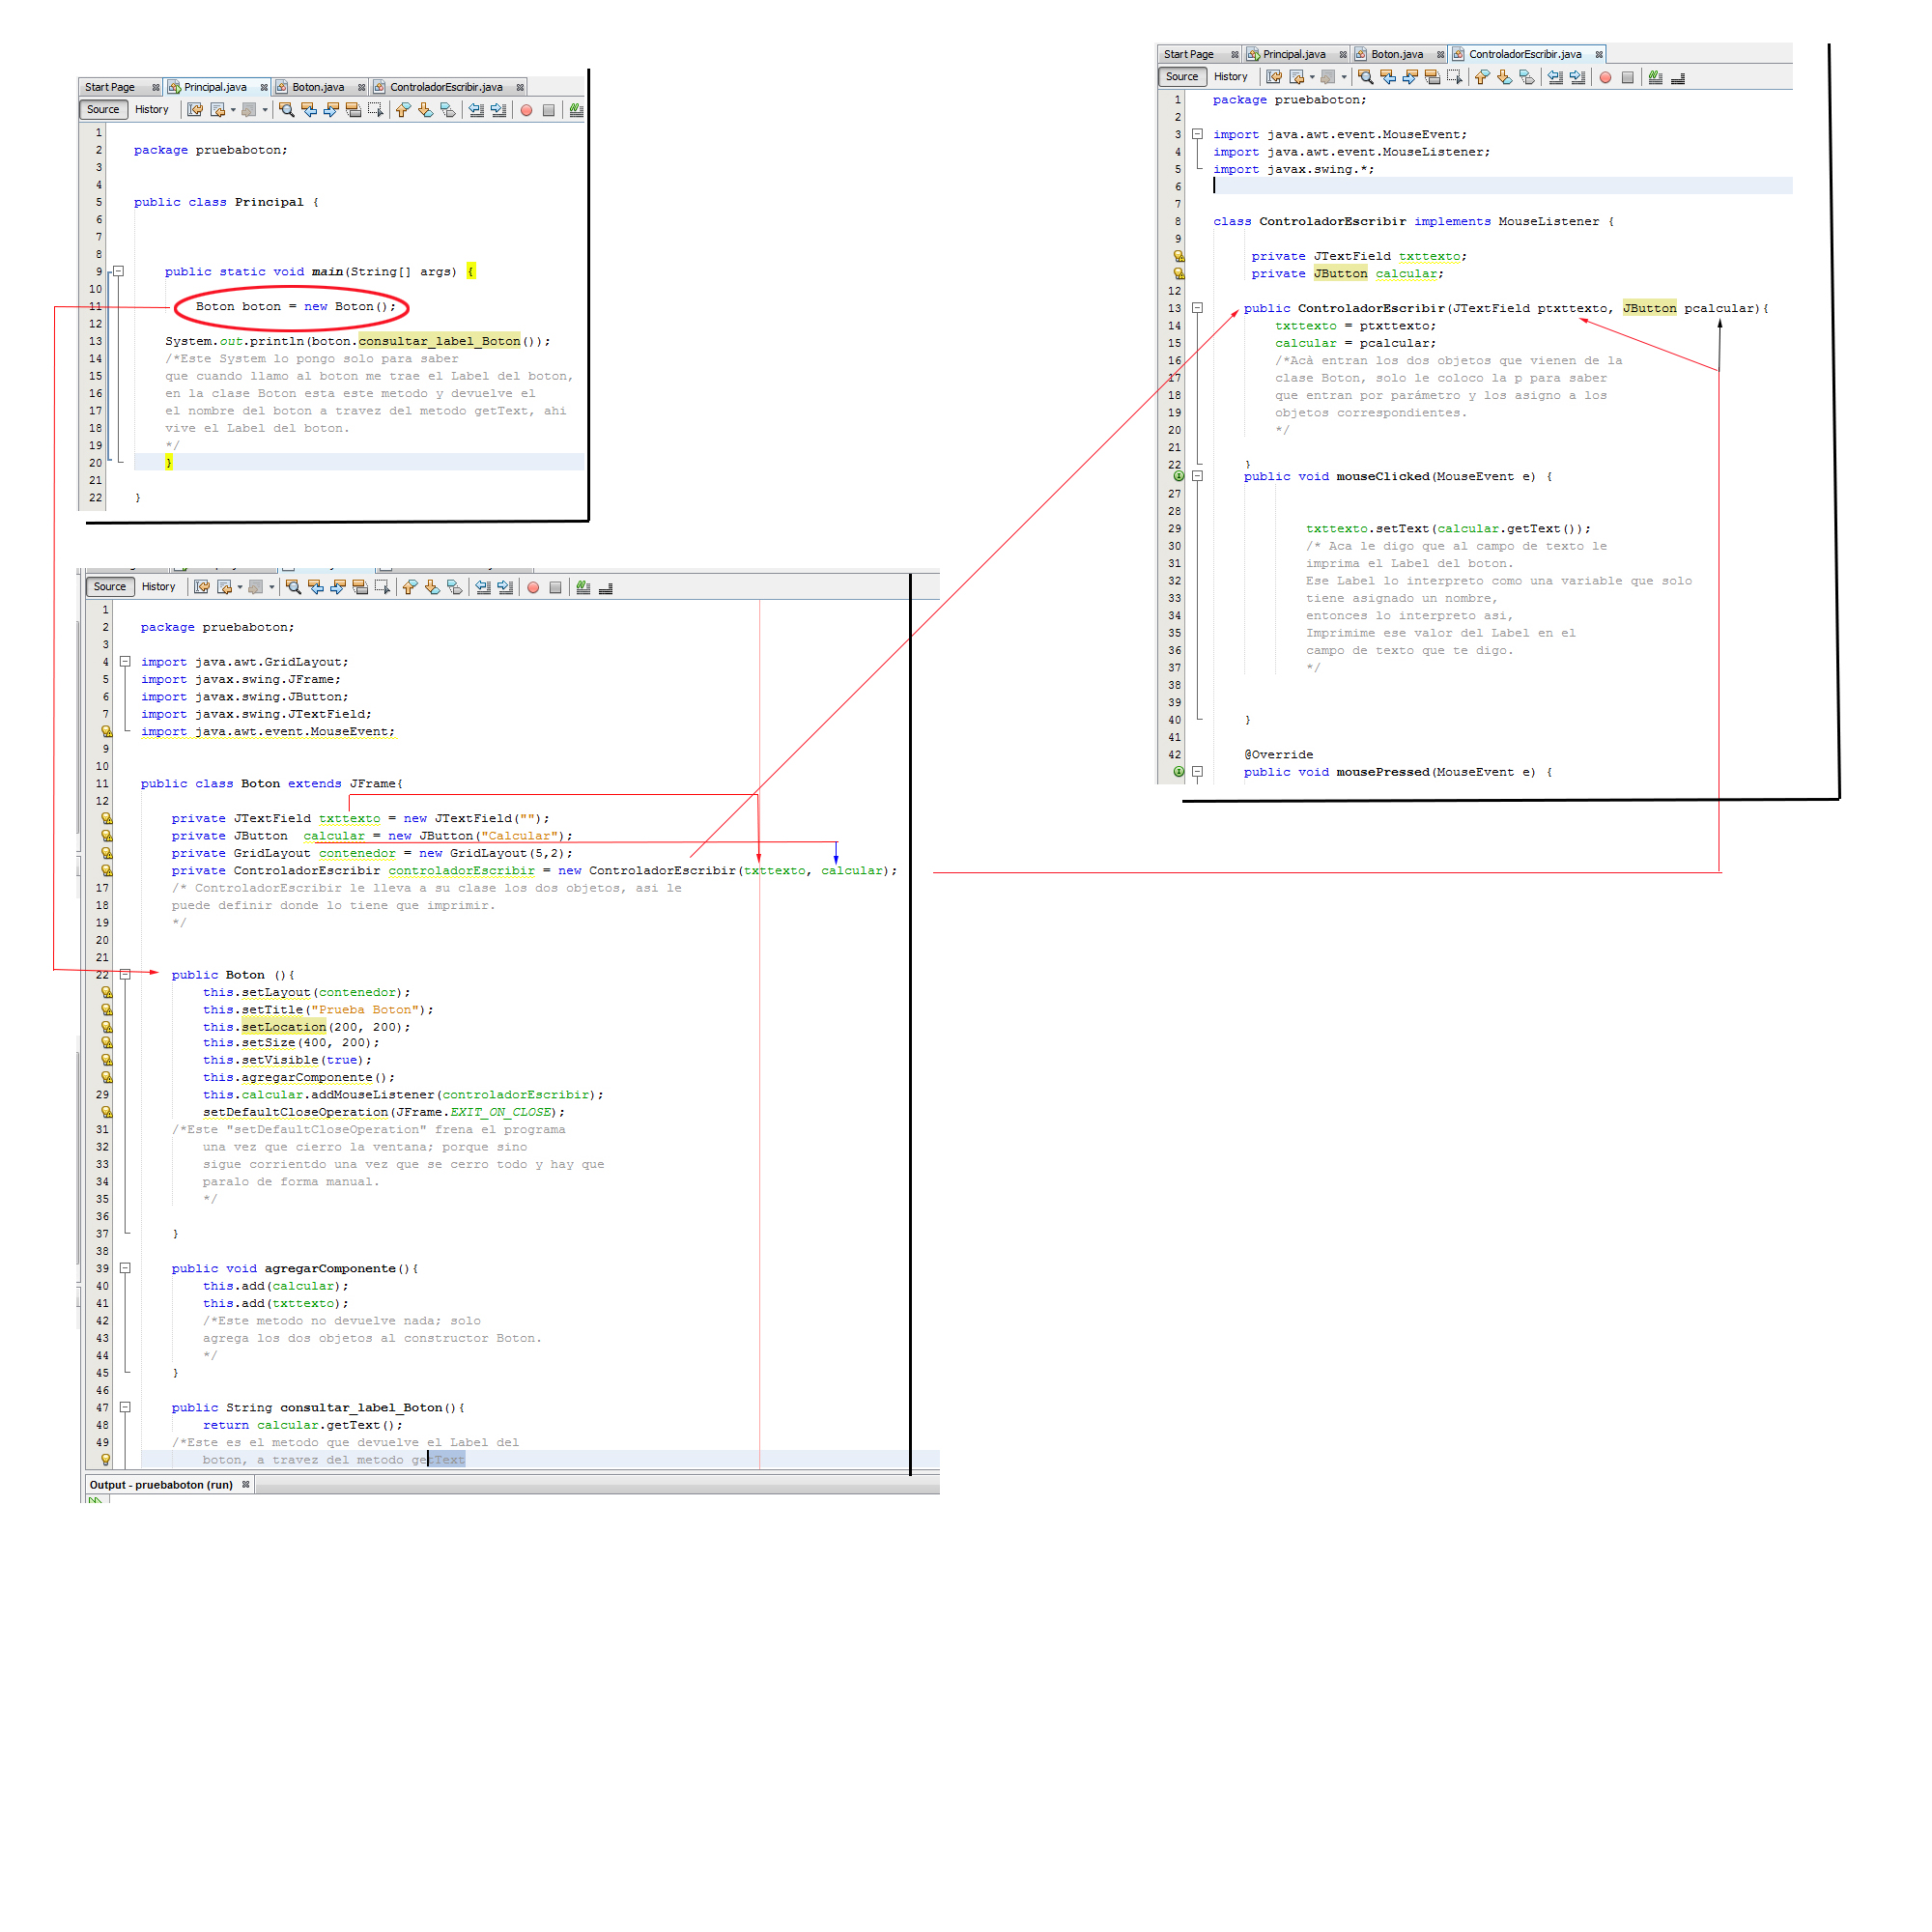 Start Page Principal.java Boton.java ControladorEscribir.java
Source History
1
2 package pruebaboton;
3
4
5 public class Principal {
6
7
8
9 public static void main(String[] args) {
10
11 Boton boton = new Boton();
12
13 System.out.println(boton.consultar_label_Boton());
14 /*Este System lo pongo solo para saber
15 que cuando llamo al boton me trae el Label del boton,
16 en la clase Boton esta este metodo y devuelve el
17 el nombre del boton a travez del metodo getText, ahi
18 vive el Label del boton.
19 */
20 }
21
22 }
Source History
1
2 package pruebaboton;
3
4 import java.awt.GridLayout;
5 import javax.swing.JFrame;
6 import javax.swing.JButton;
7 import javax.swing.JTextField;
import java.awt.event.MouseEvent;
9
10
11 public class Boton extends JFrame{
12
private JTextField txttexto = new JTextField("");
private JButton calcular = new JButton("Calcular");
private GridLayout contenedor = new GridLayout(5,2);
private ControladorEscribir controladorEscribir = new ControladorEscribir(txttexto, calcular);
17 /* ControladorEscribir le lleva a su clase los dos objetos, asi le
18 puede definir donde lo tiene que imprimir.
19 */
20
21
22 public Boton (){
this.setLayout(contenedor);
this.setTitle("Prueba Boton");
this.setLocation(200, 200);
this.setSize(400, 200);
this.setVisible(true);
this.agregarComponente();
29 this.calcular.addMouseListener(controladorEscribir);
setDefaultCloseOperation(JFrame.EXIT_ON_CLOSE);
31 /*Este "setDefaultCloseOperation" frena el programa
32 una vez que cierro la ventana; porque sino
33 sigue corrientdo una vez que se cerro todo y hay que
34 paralo de forma manual.
35 */
36
37 }
38
39 public void agregarComponente(){
40 this.add(calcular);
41 this.add(txttexto);
42 /*Este metodo no devuelve nada; solo
43 agrega los dos objetos al constructor Boton.
44 */
45 }
46
47 public String consultar_label_Boton(){
48 return calcular.getText();
49 /*Este es el metodo que devuelve el Label del
boton, a travez del metodo getText
Output - pruebaboton (run)
Start Page Principal.java Boton.java ControladorEscribir.java
Source History
1 package pruebaboton;
2
3 import java.awt.event.MouseEvent;
4 import java.awt.event.MouseListener;
5 import javax.swing.*;
6
7
8 class ControladorEscribir implements MouseListener {
9
private JTextField txttexto;
private JButton calcular;
12
13 public ControladorEscribir(JTextField ptxttexto, JButton pcalcular){
14 txttexto = ptxttexto;
15 calcular = pcalcular;
16 /*Acà entran los dos objetos que vienen de la
17 clase Boton, solo le coloco la p para saber
18 que entran por parámetro y los asigno a los
19 objetos correspondientes.
20 */
21
22 }
public void mouseClicked(MouseEvent e) {
27
28
29 txttexto.setText(calcular.getText());
30 /* Aca le digo que al campo de texto le
31 imprima el Label del boton.
32 Ese Label lo interpreto como una variable que solo
33 tiene asignado un nombre,
34 entonces lo interpreto asi,
35 Imprimime ese valor del Label en el
36 campo de texto que te digo.
37 */
38
39
40 }
41
42 @Override
public void mousePressed(MouseEvent e) {